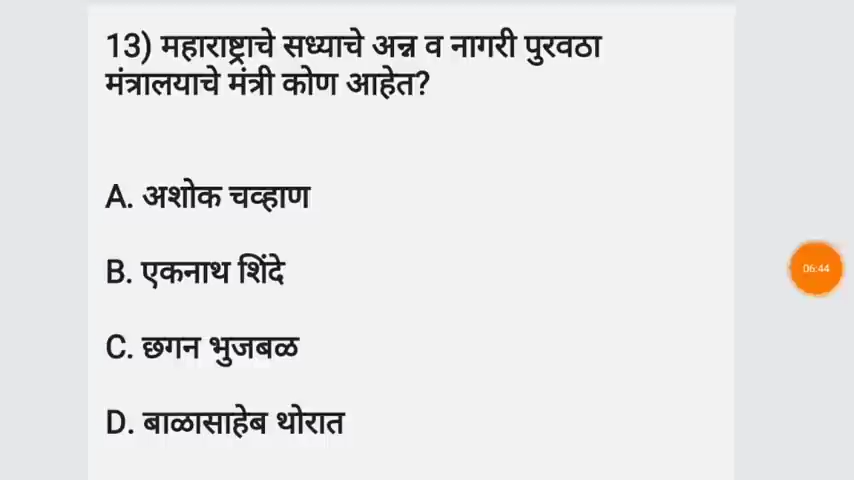 13) महाराष्ट्राचे सध्याचे अन्न व नागरी पुरवठा
मंत्रालयाचे मंत्री कोण आहेत?
A. अशोक चव्हाण
B. एकनाथ शिंदे
C. छगन भुजबळ
D. बाळासाहेब थोरात
06:44